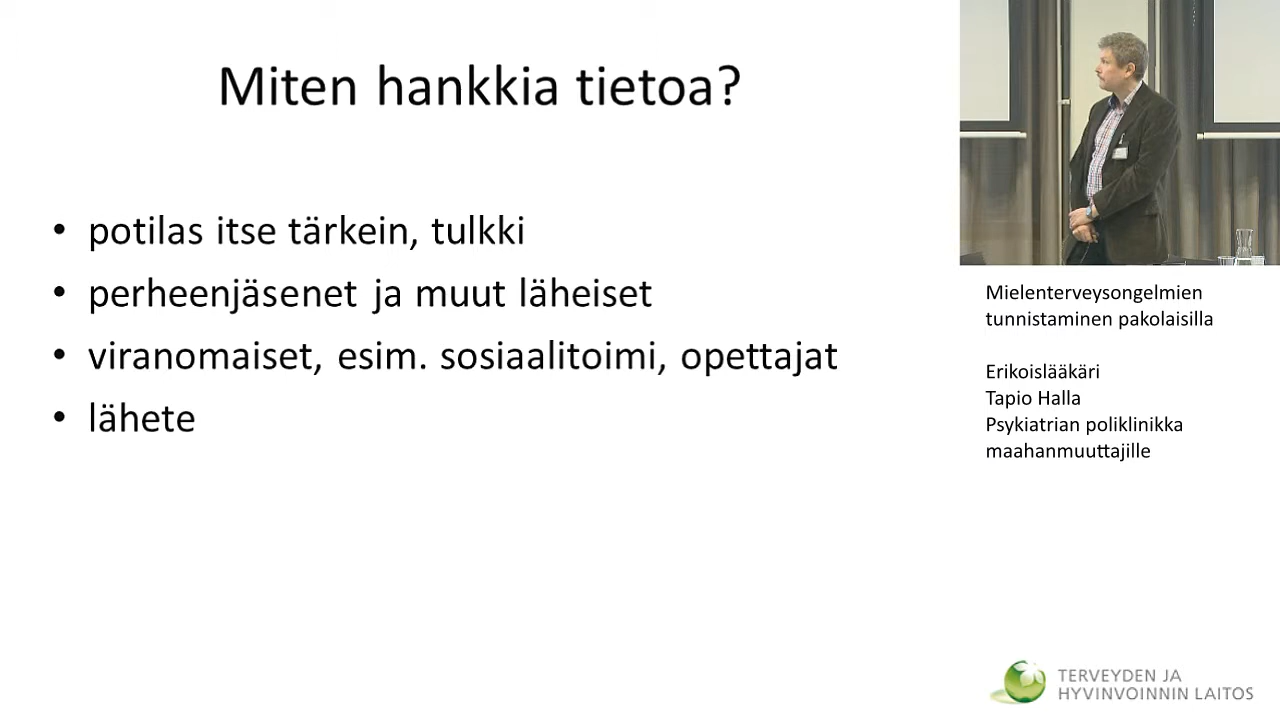 Miten hankkia tietoa?
• potilas itse tärkein, tulkki
• perheenjäsenet ja muut läheiset
• viranomaiset, esim. sosiaalitoimi, opettajat
• lähete
Mielenterveysongelmien
tunnistaminen pakolaisilla
Erikoislääkäri
Tapio Halla
Psykiatrian poliklinikka
maahanmuuttajille
TERVEYDEN JA
HYVINVOINNIN LAITOS